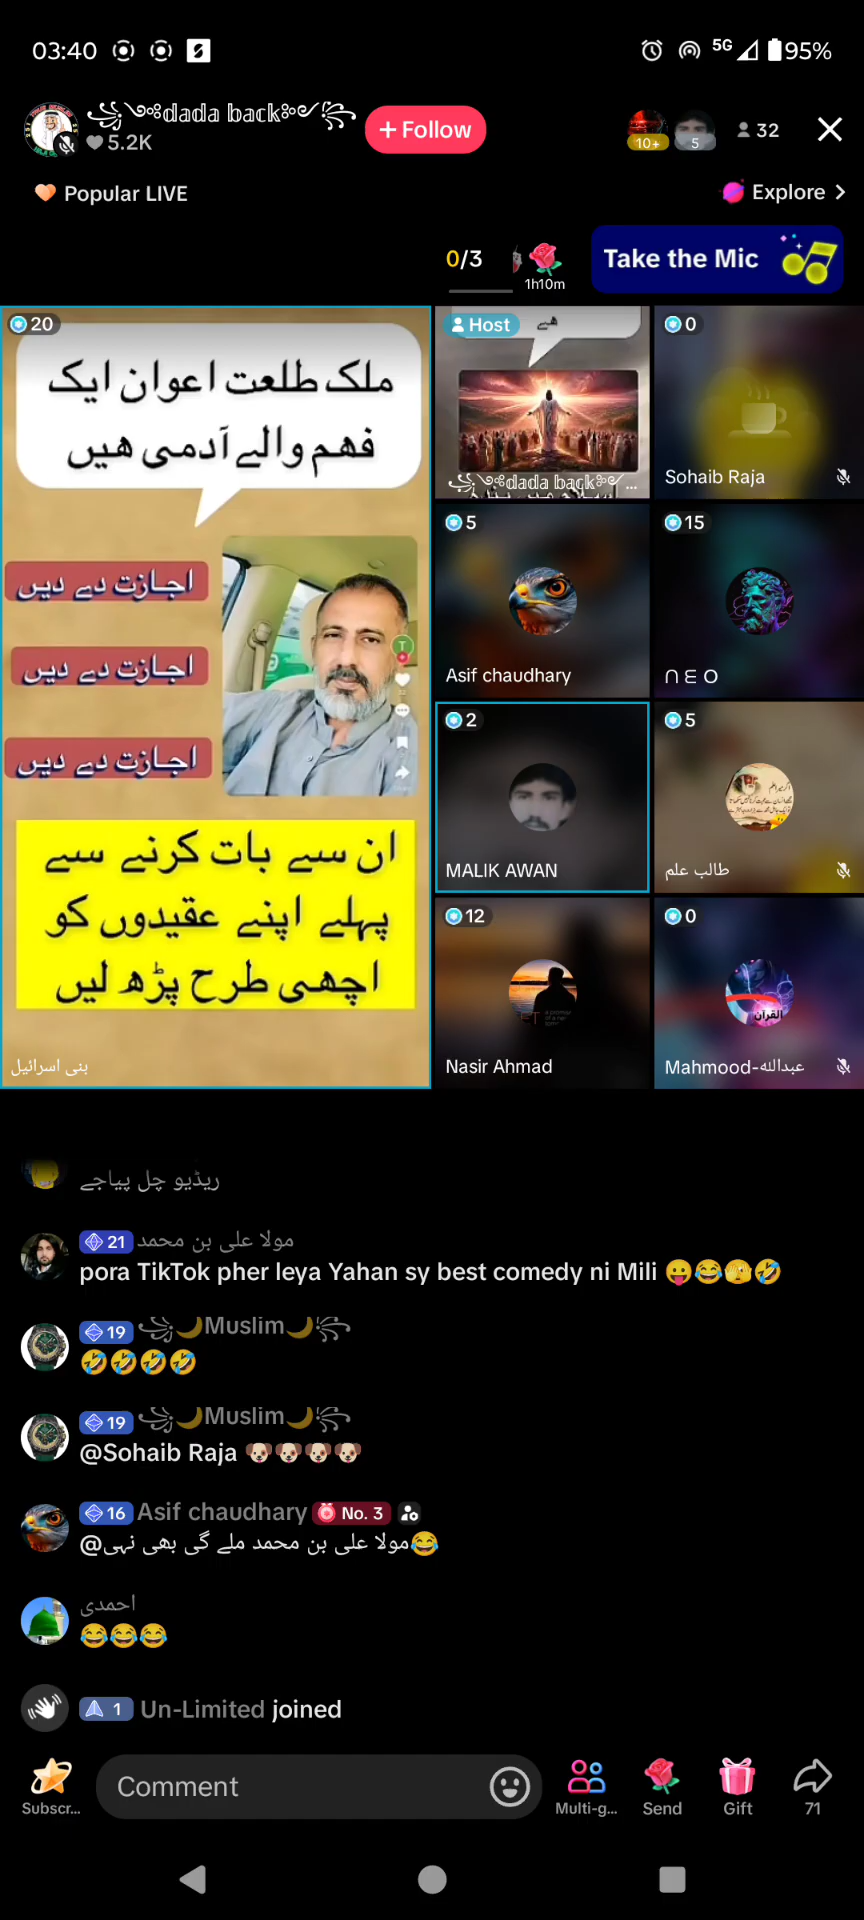 03:40
5G
95%
dada back
5.2K
+ Follow
10+
5
32
Popular LIVE
Explore
0/3
1h10m
Take the Mic
20
ملک طلعت اعوان ایک
فہم والے آدمی ہیں
اجازت دے دیں
اجازت دے دیں
اجازت دے دیں
ان سے بات کرنے سے
پہلے اپنے عقیدوں کو
اچھی طرح پڑھ لیں
بنی اسرائیل
Host
ہے
dada back ...
0
Sohaib Raja
5
Asif chaudhary
15
∩ Ε Ο
2
MALIK AWAN
5
طالب علم
12
Nasir Ahmad
0
القرآن
Mahmood-عبدالله
ریڈیو چل پیاجے
21 مولا علی بن محمد
pora TikTok pher leya Yahan sy best comedy ni Mili 😛😂🫣🤣
19 🌙Muslim🌙
🤣🤣🤣🤣
19 🌙Muslim🌙
@Sohaib Raja 🐶🐶🐶🐶
16 Asif chaudhary No. 3
@مولا علی بن محمد ملے گی بھی نہی😂
احمدی
😂😂😂
1 Un-Limited joined
Comment
Subscr...
Multi-g...
Send
Gift
71